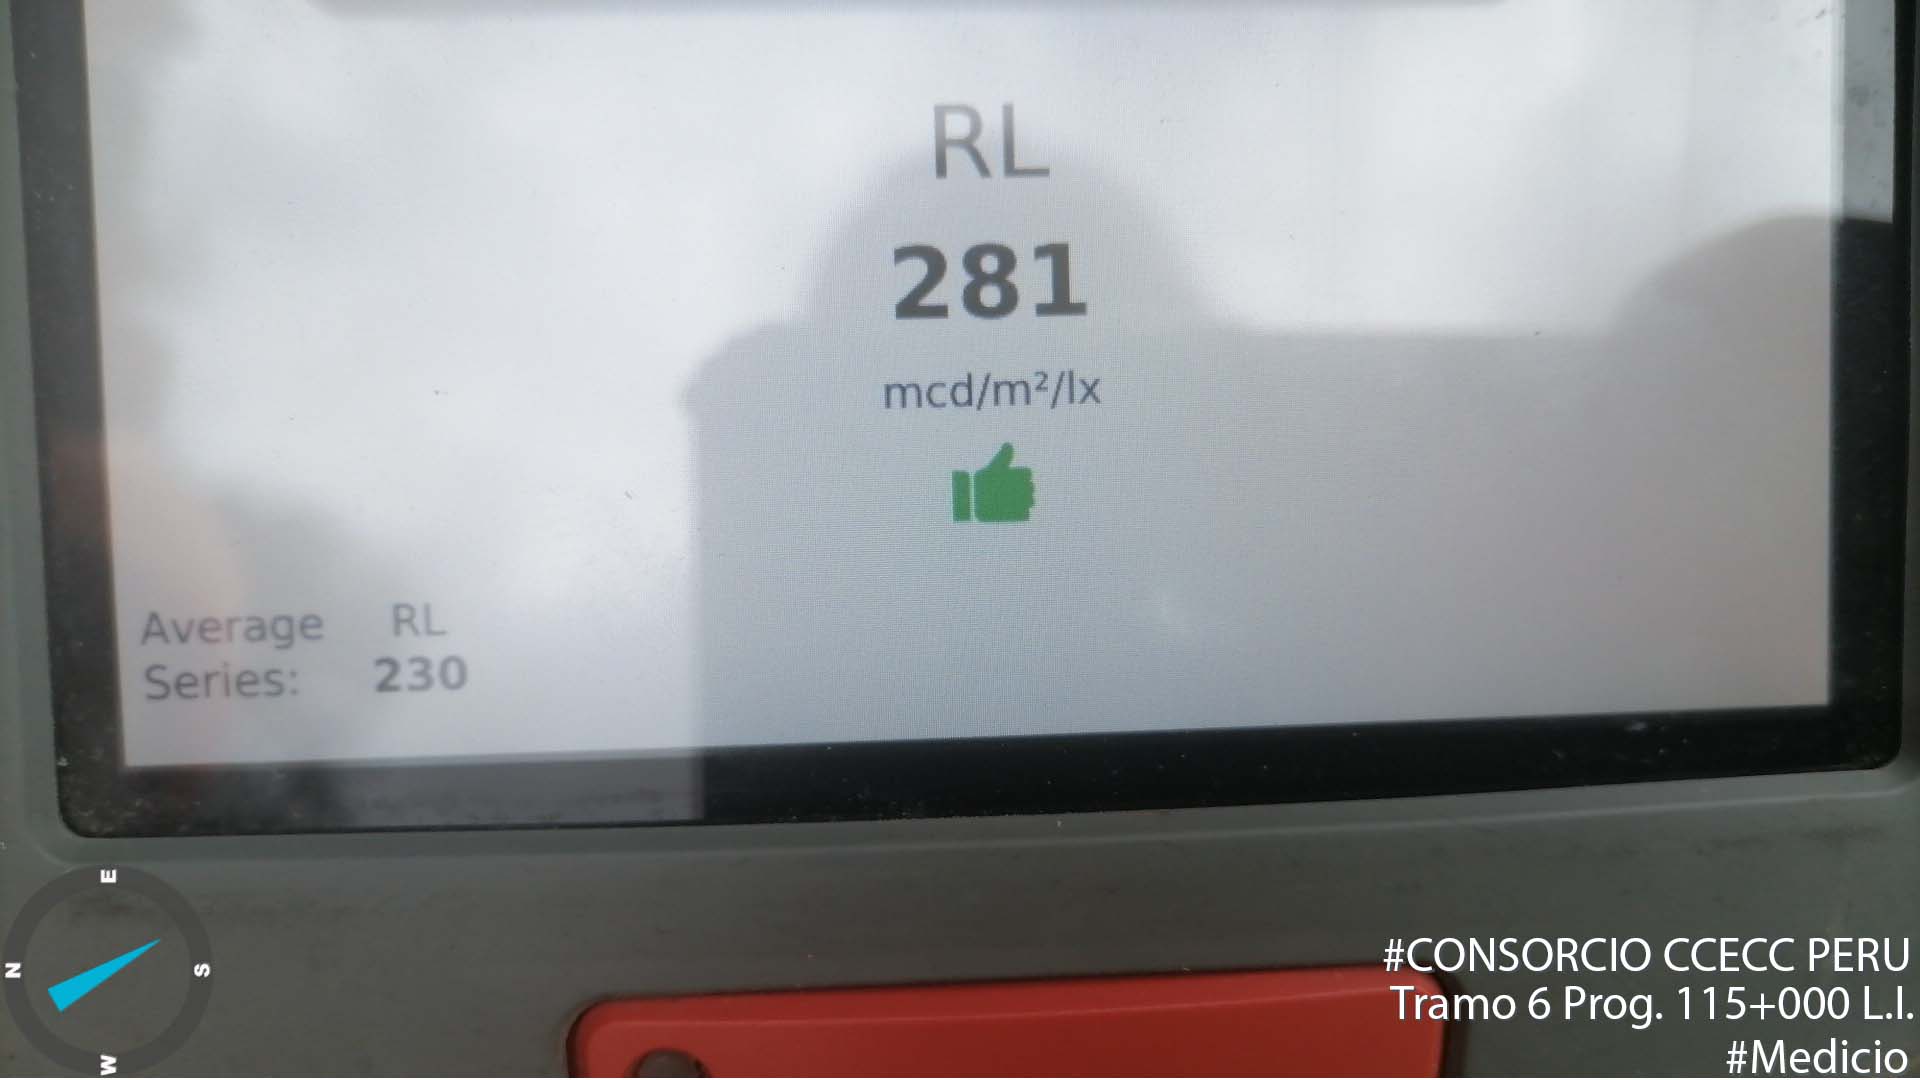 RL
281
mcd/m²/lx
Average RL
Series: 230
E
N
S
W
#CONSORCIO CCECC PERU
Tramo 6 Prog. 115+000 L.I.
#Medicio